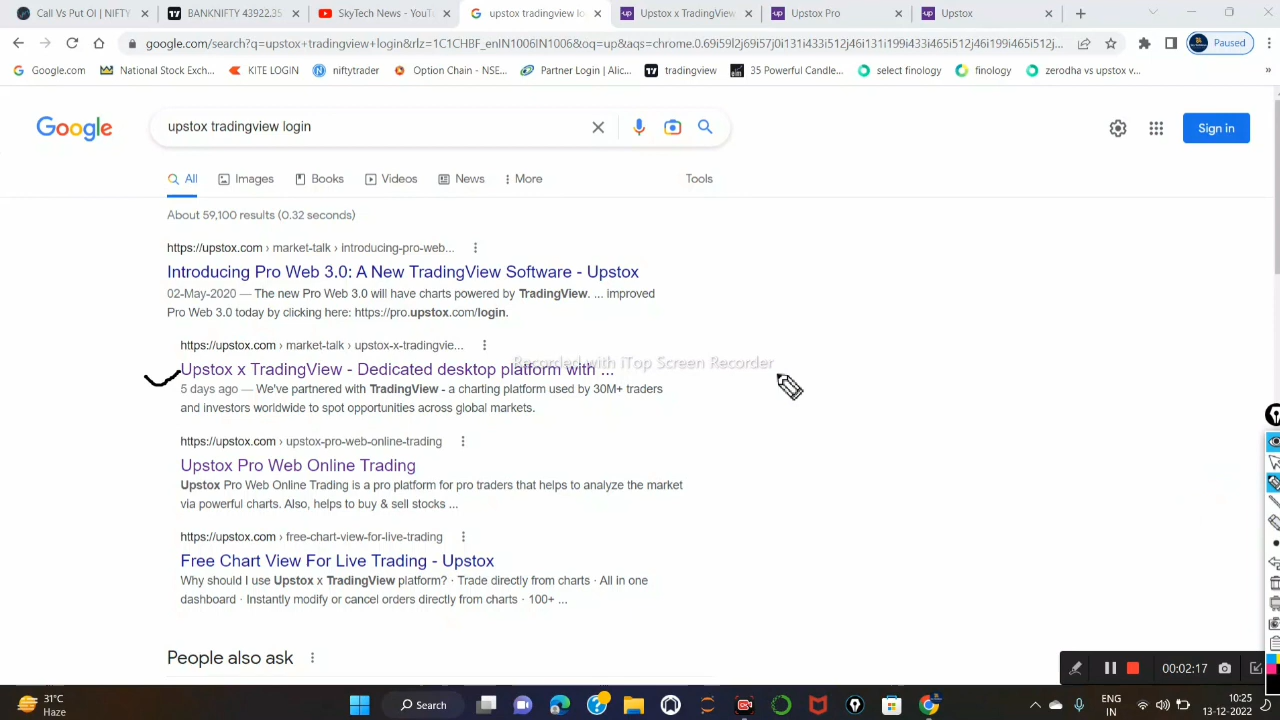 Call Vs Put OI | NIFTY
BANKNIFTY 43922.35
SkyTech News - YouT
upstox tradingview lo
Upstox x TradingView
Upstox Pro
Upstox
google.com/search?q=upstox+tradingview+login&rlz=1C1CHBF_enIN1006IN1006&oq=up&aqs=chrome.0.69i59l2j69i57j0i131i433i512j46i131i199i433i465i512j46i199i465i512j...
Paused
Google.com
National Stock Exch...
KITE LOGIN
niftytrader
Option Chain - NSE...
Partner Login | Alic...
tradingview
35 Powerful Candle...
select finology
finology
zerodha vs upstox v...
Google
upstox tradingview login
Sign in
All
Images
Books
Videos
News
More
Tools
About 59,100 results (0.32 seconds)
https://upstox.com › market-talk › introducing-pro-web...
Introducing Pro Web 3.0: A New TradingView Software - Upstox
02-May-2020 — The new Pro Web 3.0 will have charts powered by TradingView. ... improved
Pro Web 3.0 today by clicking here: https://pro.upstox.com/login.
https://upstox.com › market-talk › upstox-x-tradingvie...
Recorded with iTop Screen Recorder
Upstox x TradingView - Dedicated desktop platform with ...
5 days ago — We've partnered with TradingView - a charting platform used by 30M+ traders
and investors worldwide to spot opportunities across global markets.
https://upstox.com › upstox-pro-web-online-trading
Upstox Pro Web Online Trading
Upstox Pro Web Online Trading is a pro platform for pro traders that helps to analyze the market
via powerful charts. Also, helps to buy & sell stocks ...
https://upstox.com › free-chart-view-for-live-trading
Free Chart View For Live Trading - Upstox
Why should I use Upstox x TradingView platform? · Trade directly from charts · All in one
dashboard · Instantly modify or cancel orders directly from charts · 100+ ...
People also ask
00:02:17
31°C
Haze
Search
ENG
IN
10:25
13-12-2022